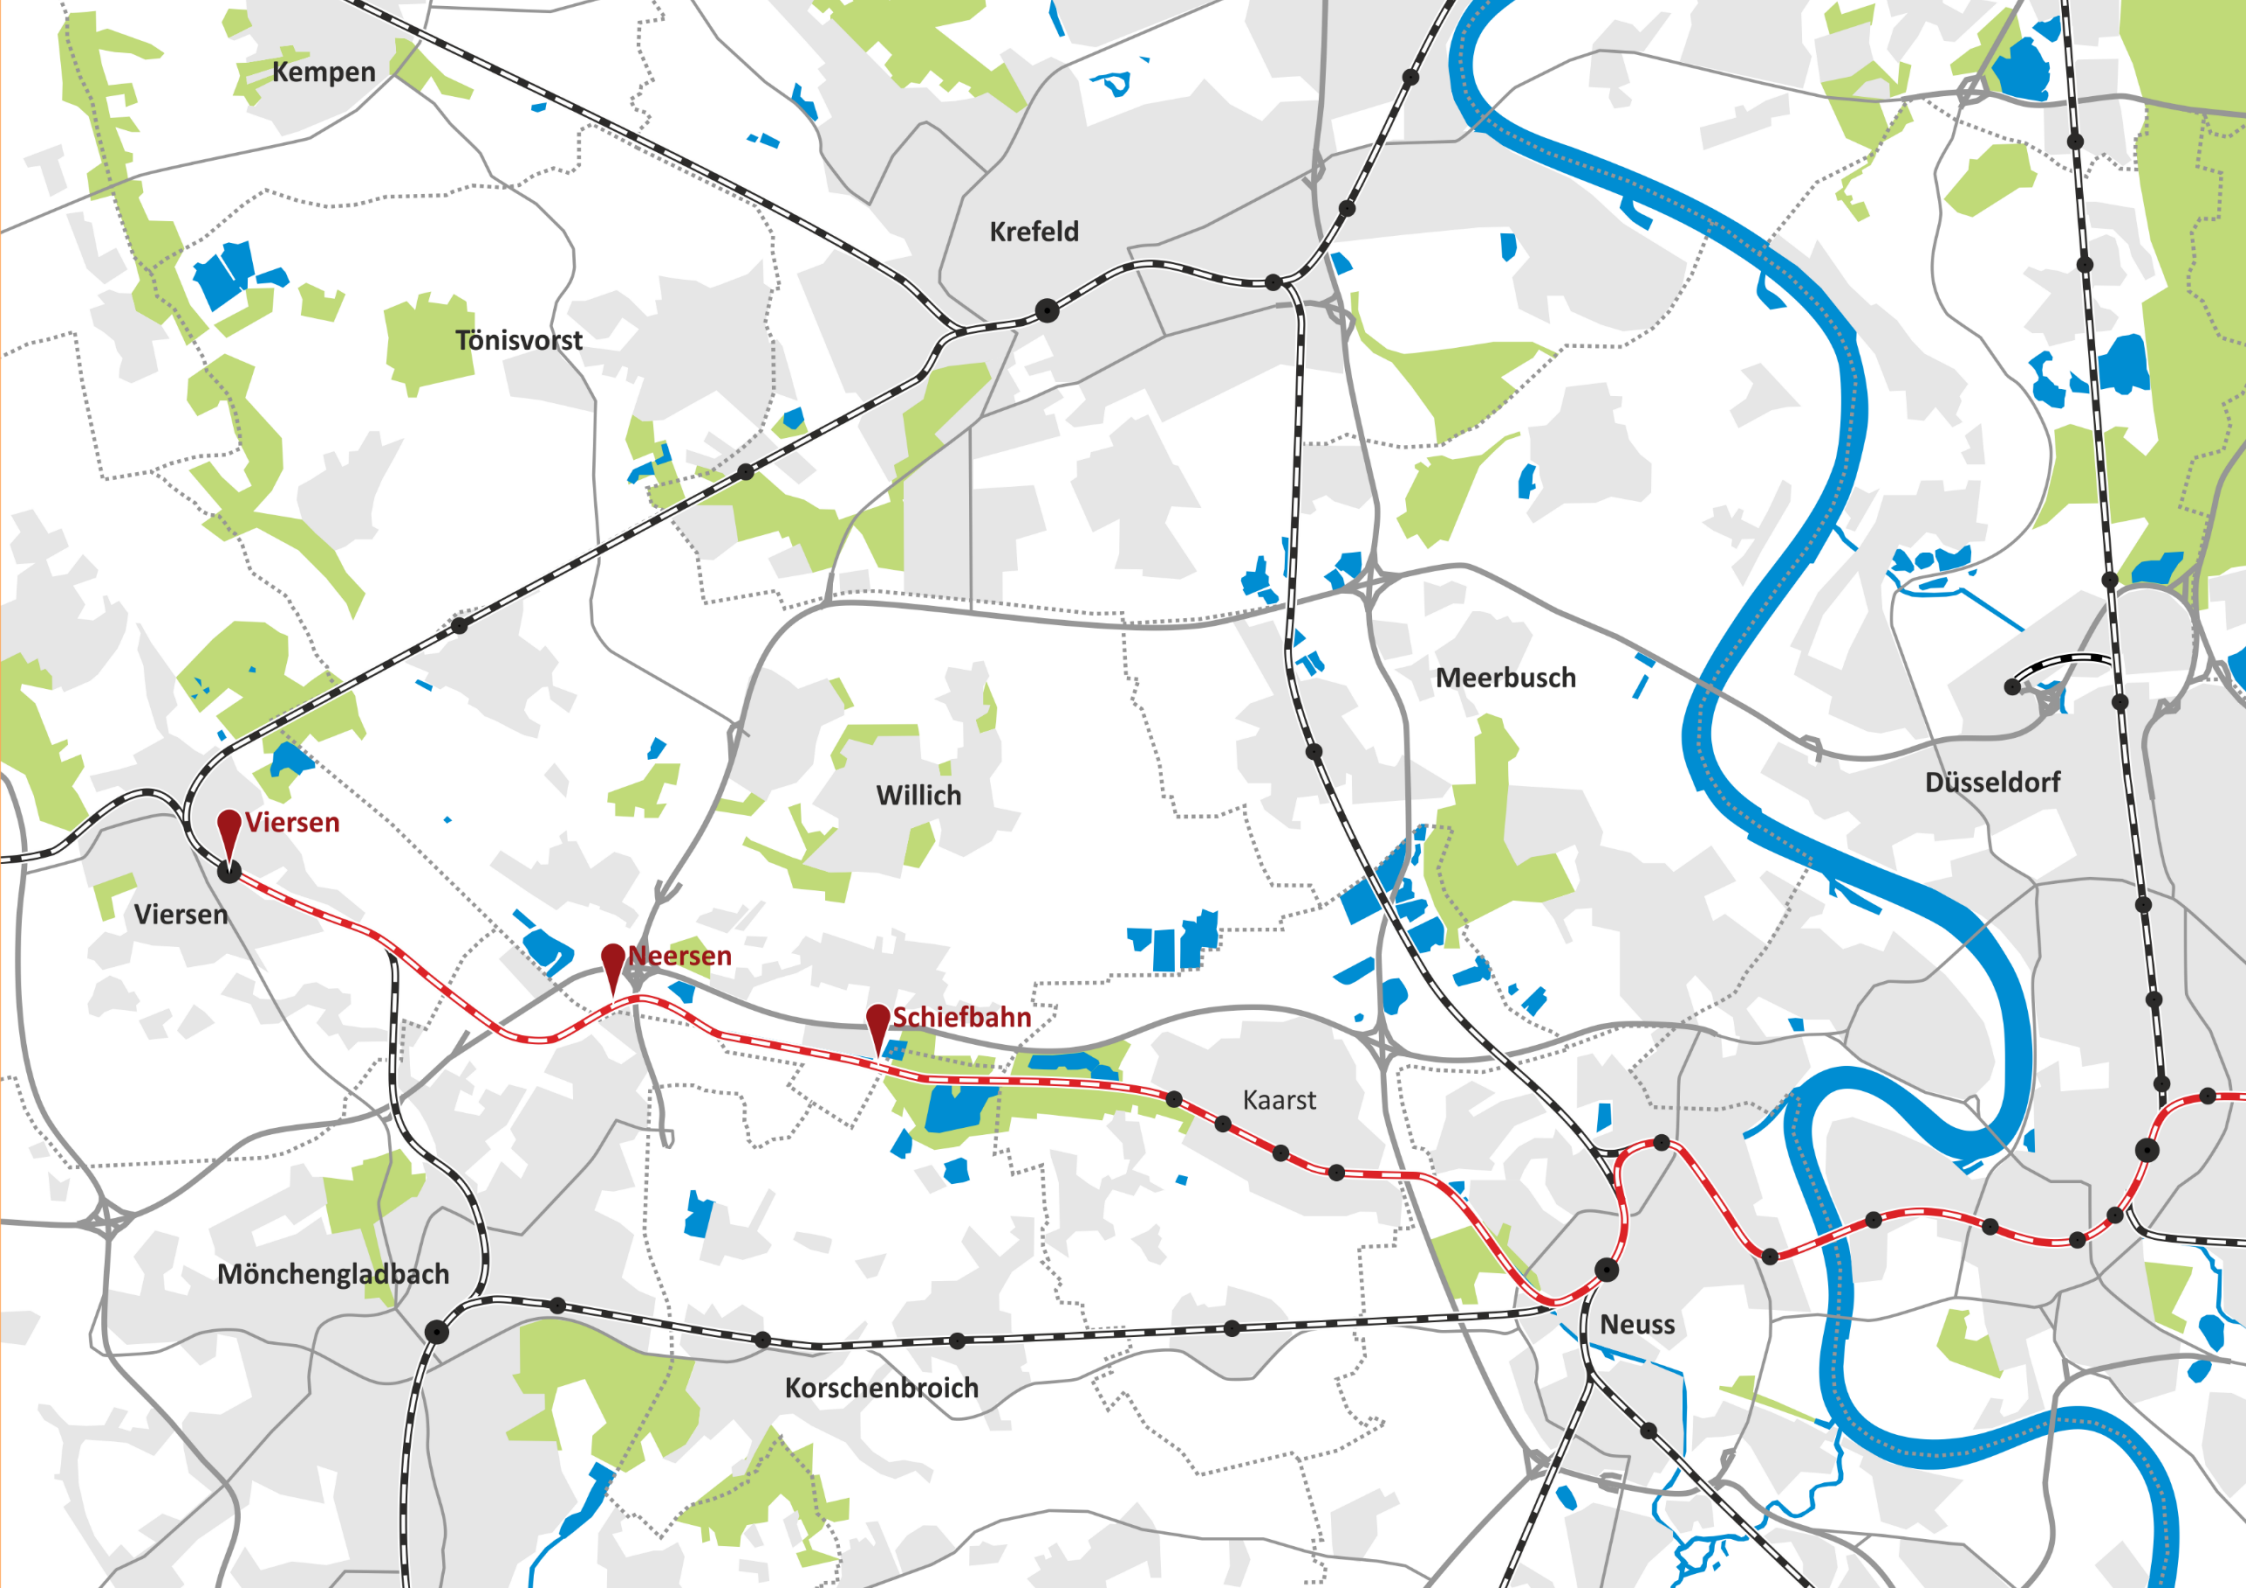 Kempen
Krefeld
Tönisvorst
Meerbusch
Düsseldorf
Willich
Viersen
Viersen
Neersen
Schiefbahn
Kaarst
Mönchengladbach
Neuss
Korschenbroich